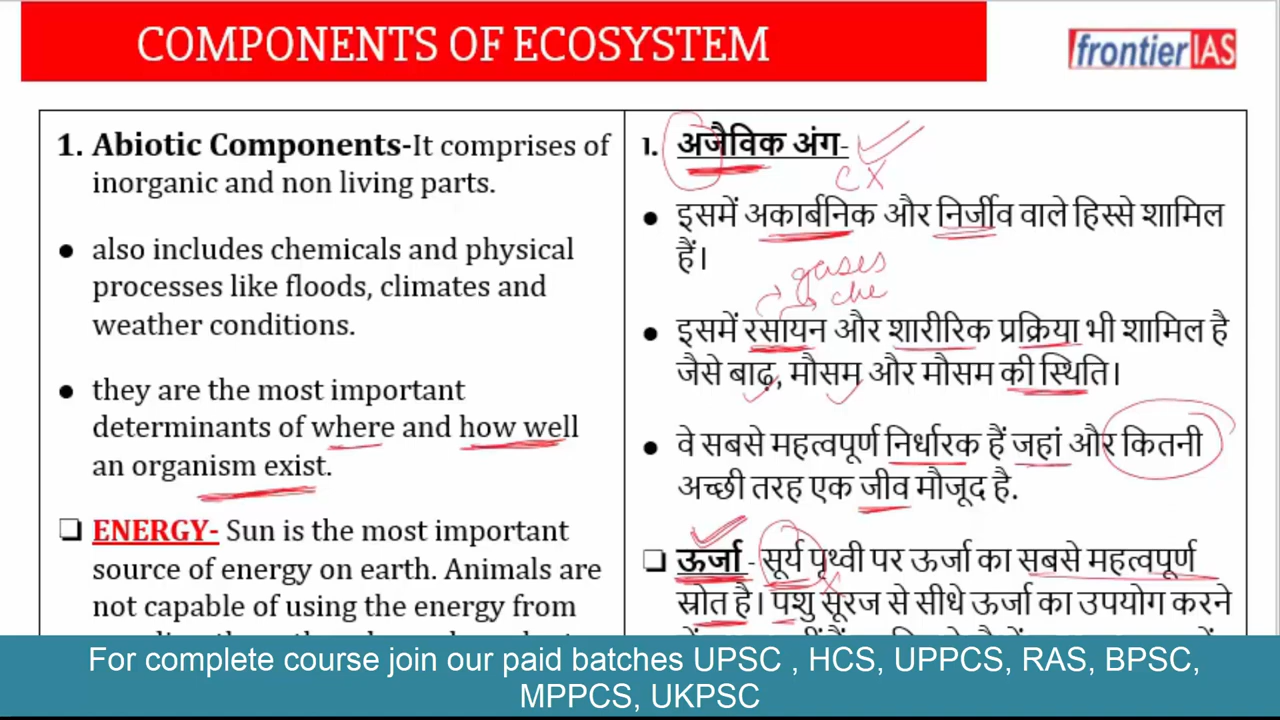 COMPONENTS OF ECOSYSTEM
frontier IAS
1. Abiotic Components-It comprises of
inorganic and non living parts.
● also includes chemicals and physical
processes like floods, climates and
weather conditions.
● they are the most important
determinants of where and how well
an organism exist.
❑ ENERGY- Sun is the most important
source of energy on earth. Animals are
not capable of using the energy from
1. अजैविक अंग-
● इसमें अकार्बनिक और निर्जीव वाले हिस्से शामिल
हैं।
gases
che
● इसमें रसायन और शारीरिक प्रक्रिया भी शामिल है
जैसे बाढ़, मौसम और मौसम की स्थिति।
● वे सबसे महत्वपूर्ण निर्धारक हैं जहां और कितनी
अच्छी तरह एक जीव मौजूद है.
❑ ऊर्जा - सूर्य पृथ्वी पर ऊर्जा का सबसे महत्वपूर्ण
स्रोत है। पशु सूरज से सीधे ऊर्जा का उपयोग करने
For complete course join our paid batches UPSC , HCS, UPPCS, RAS, BPSC,
MPPCS, UKPSC